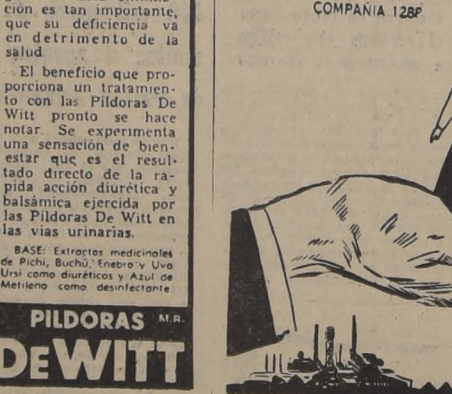 ción es tan importante,
que su deficiencia va
en detrimento de la
salud.
El beneficio que pro-
porciona un tratamien-
to con las Píldoras De
Witt pronto se hace
notar. Se experimenta
una sensación de bien-
estar que es el resul-
tado directo de la ra-
pida acción diurética y
balsámica ejercida por
las Píldoras De Witt en
las vías urinarias.
BASE: Extractos medicinales
de Pichi, Buchú, Enebro y Uva
Ursi como diuréticos y Azul de
Metileno como desinfectante
PILDORAS M.R.
DEWITT
COMPAÑIA 128P